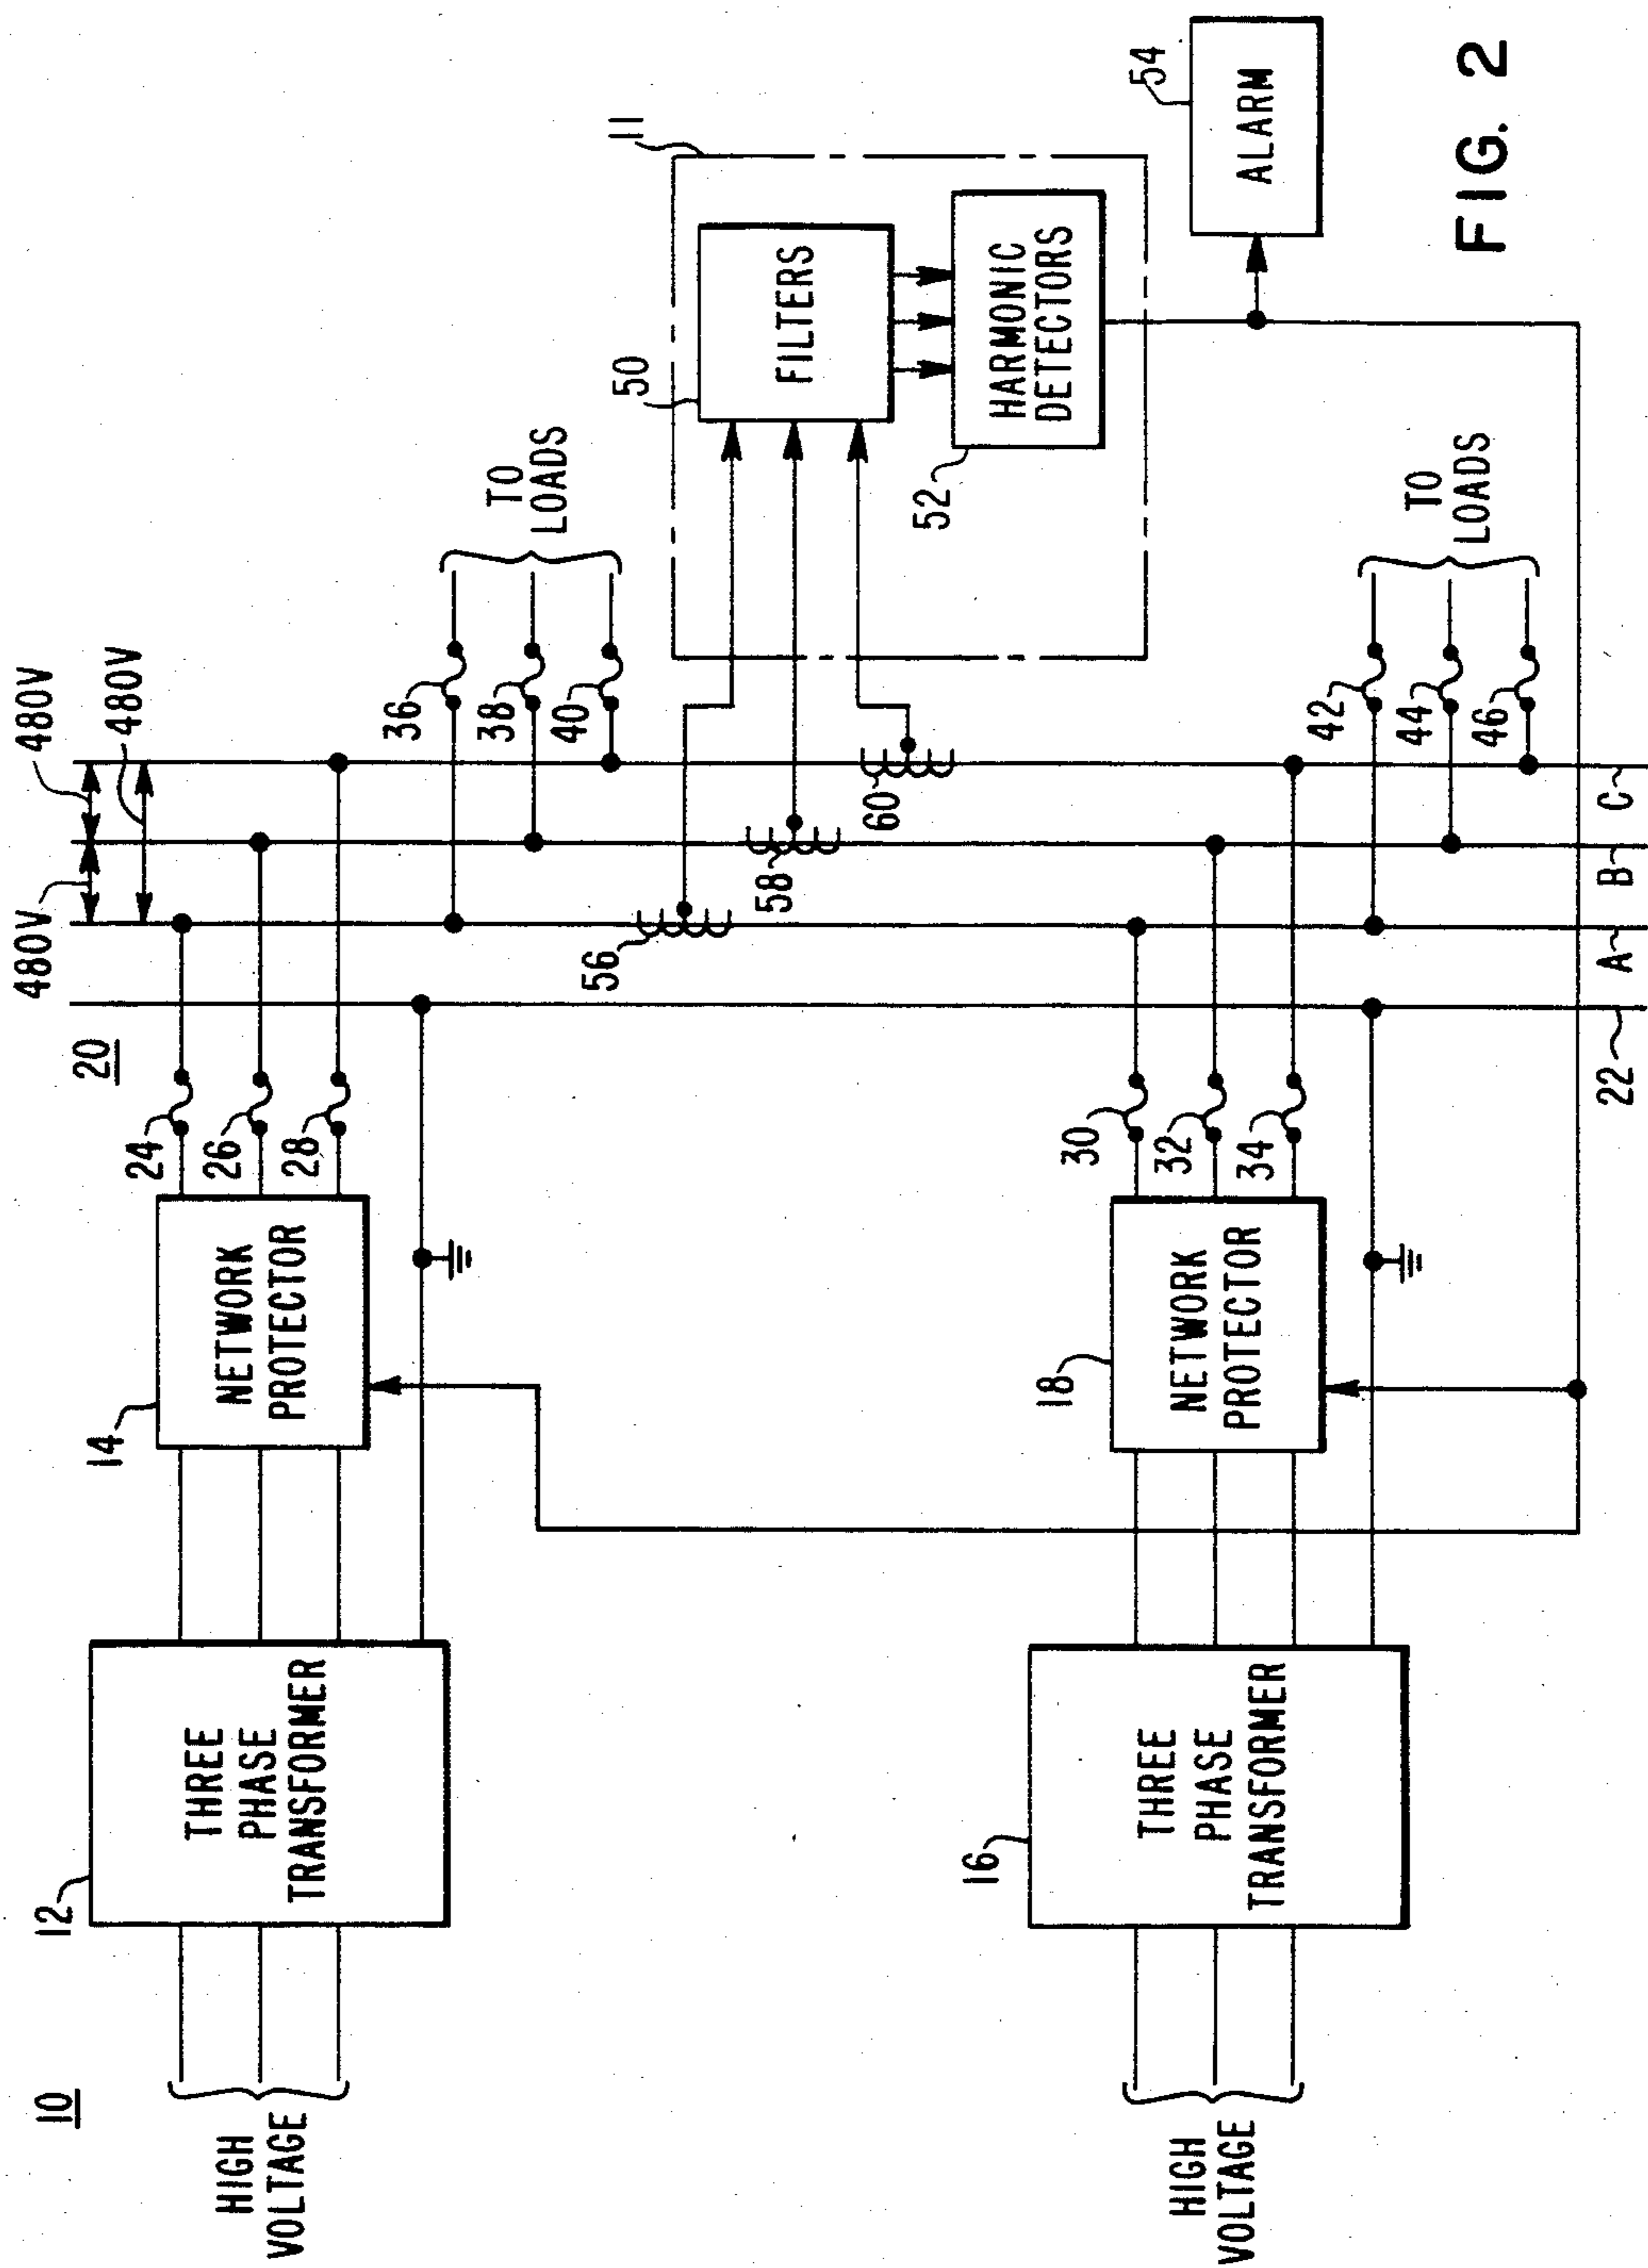 10
HIGH
VOLTAGE
12
THREE
PHASE
TRANSFORMER
14
NETWORK
PROTECTOR
24
26
28
20
480V
480V
480V
36
38
40
TO
LOADS
56
58
60
11
50
FILTERS
52
HARMONIC
DETECTORS
54
ALARM
HIGH
VOLTAGE
16
THREE
PHASE
TRANSFORMER
18
NETWORK
PROTECTOR
30
32
34
42
44
46
TO
LOADS
22
A
B
C
FIG. 2